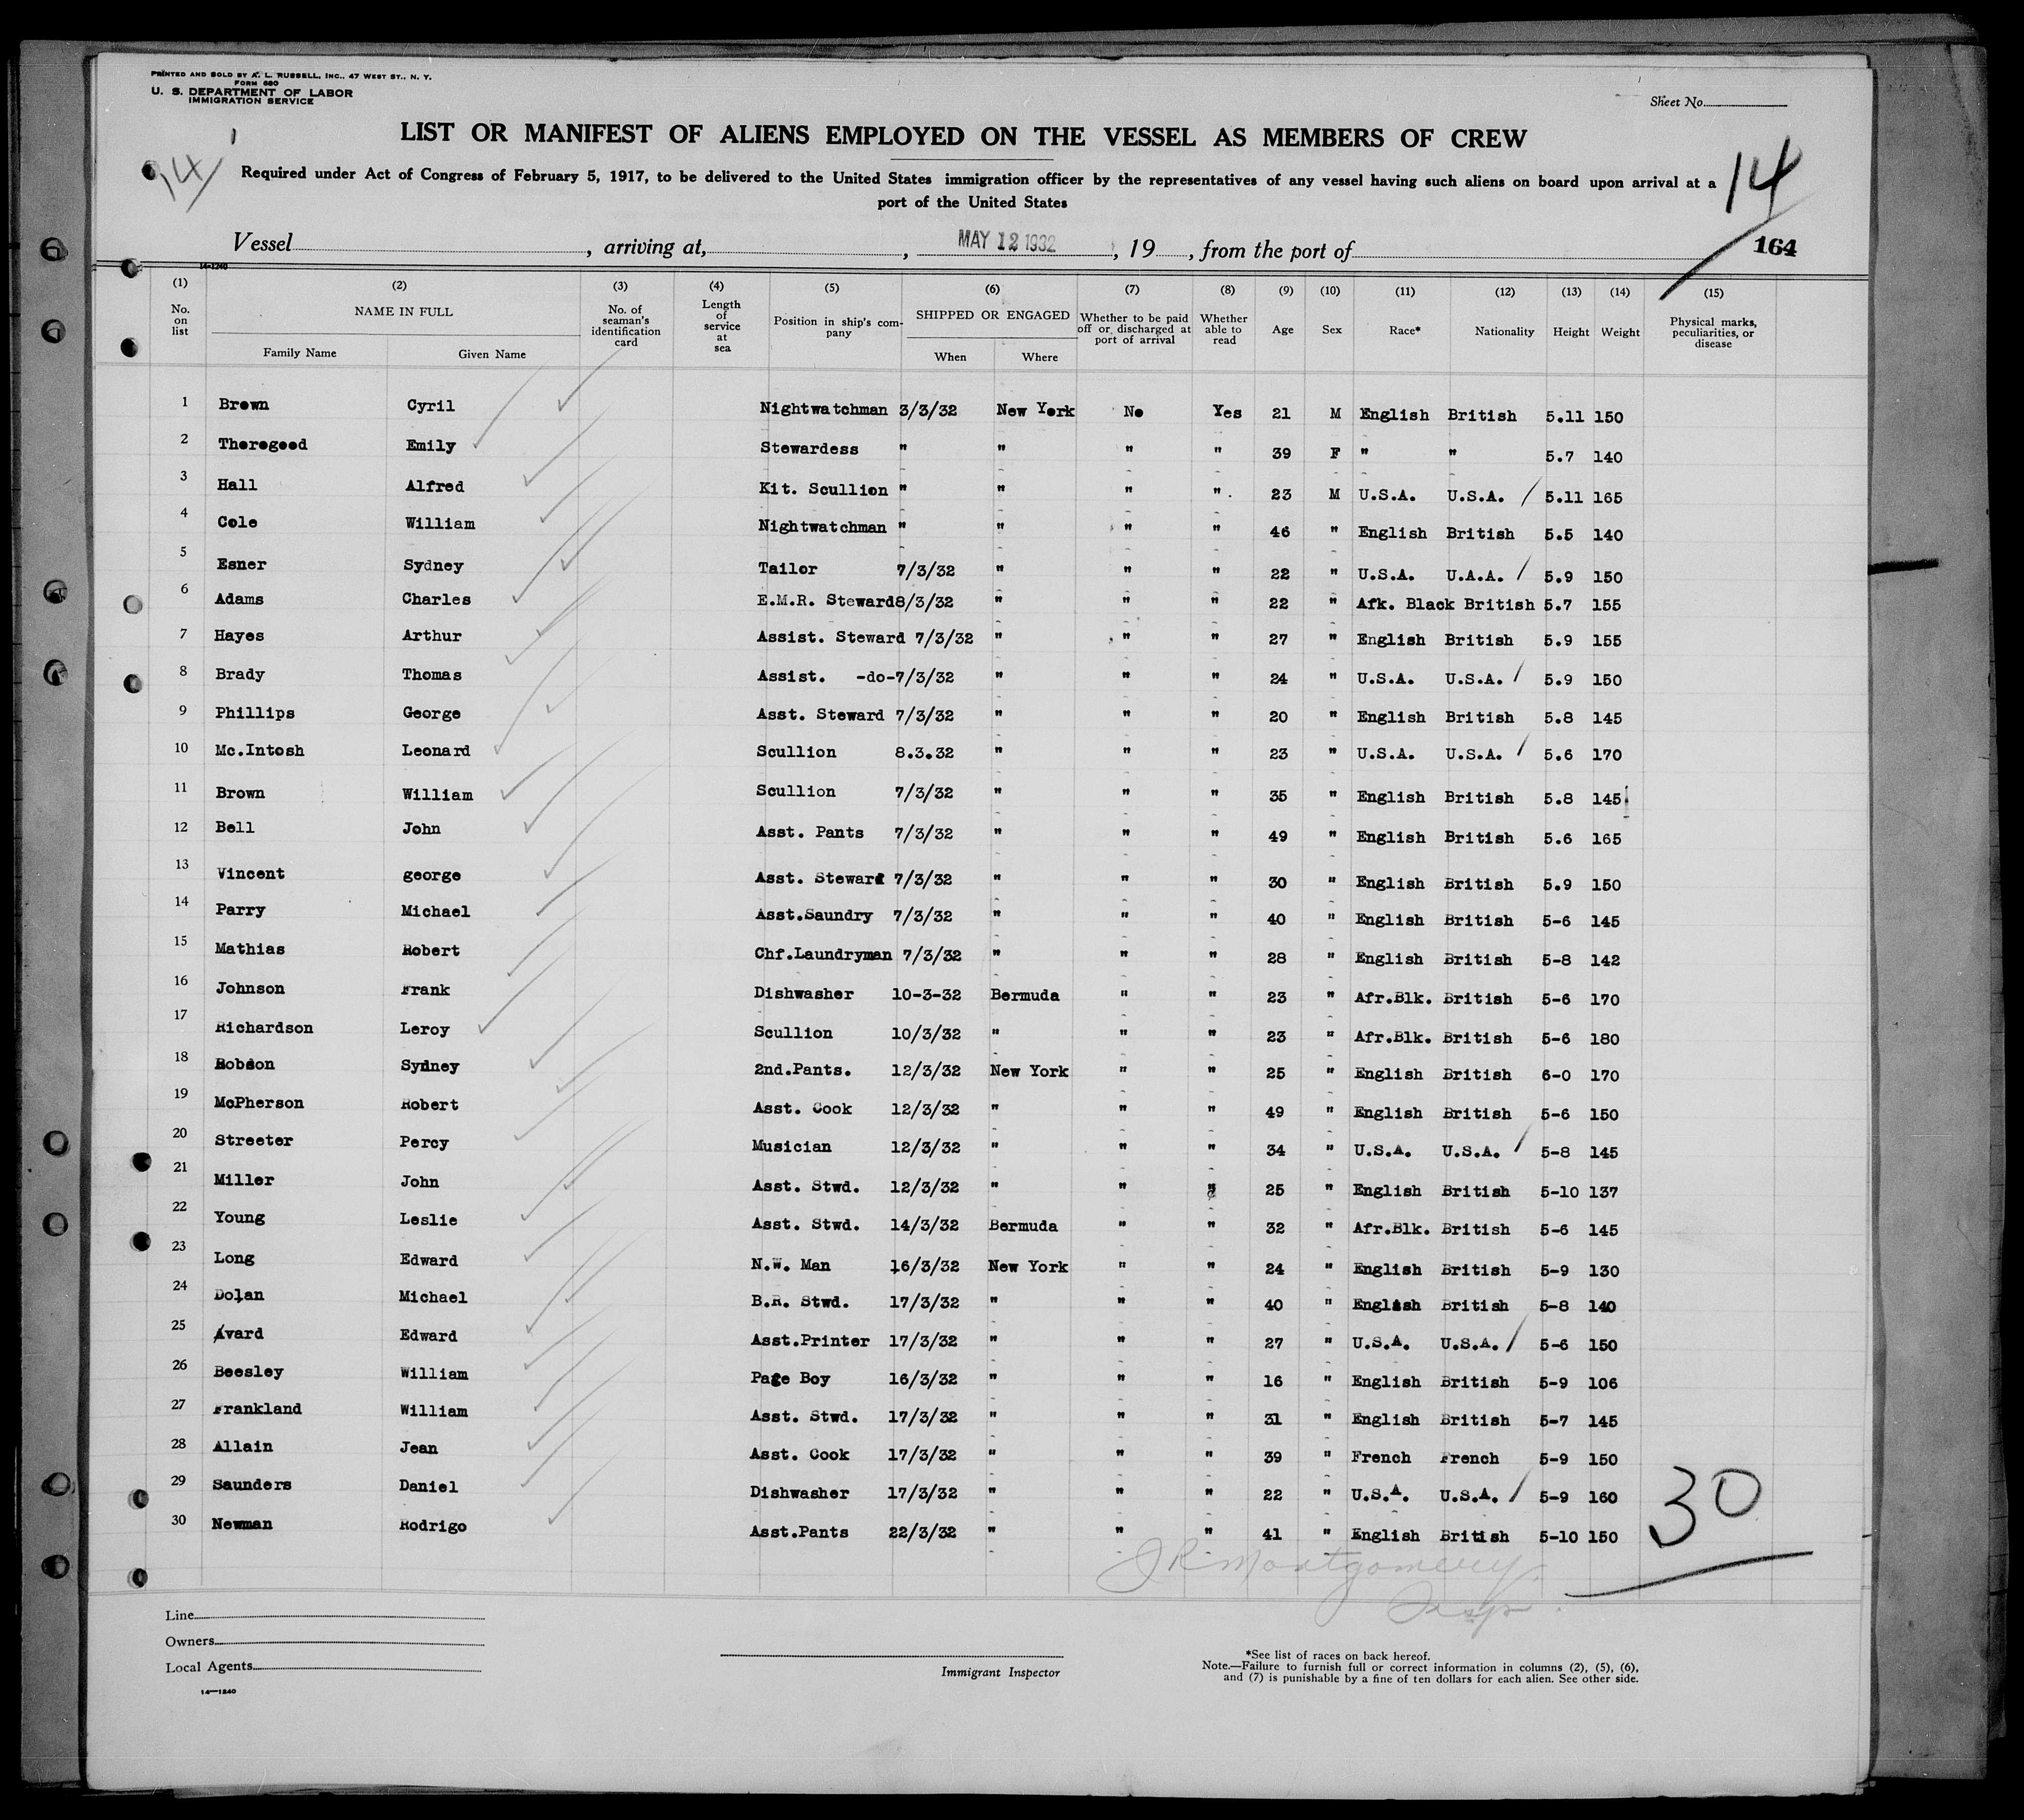 PRINTED AND SOLD BY A. L. RUSSELL, INC., 47 WEST ST., N. Y.
FORM 680
U. S. DEPARTMENT OF LABOR
IMMIGRATION SERVICE
Sheet No.
LIST OR MANIFEST OF ALIENS EMPLOYED ON THE VESSEL AS MEMBERS OF CREW
14
Required under Act of Congress of February 5, 1917, to be delivered to the United States immigration officer by the representatives of any vessel having such aliens on board upon arrival at a
port of the United States
14
Vessel , arriving at, , MAY 12 1932 , 19 , from the port of 164
14-1240
(1) (2) (3) (4) (5) (6) (7) (8) (9) (10) (11) (12) (13) (14) (15)
No. on list NAME IN FULL Family Name Given Name No. of seaman's identification card Length of service at sea Position in ship's company SHIPPED OR ENGAGED When Where Whether to be paid off or discharged at port of arrival Whether able to read Age Sex Race* Nationality Height Weight Physical marks, peculiarities, or disease
1 Brown Cyril Nightwatchman 3/3/32 New York No Yes 21 M English British 5.11 150
2 Thorogood Emily Stewardess " " " " 39 F " " 5.7 140
3 Hall Alfred Kit. Scullion " " " " 23 M U.S.A. U.S.A. 5.11 165
4 Cole William Nightwatchman " " " " 46 " English British 5.5 140
5 Esner Sydney Tailor 7/3/32 " " " 22 " U.S.A. U.A.A. 5.9 150
6 Adams Charles E.M.R. Steward 8/3/32 " " " 22 " Afk. Black British 5.7 155
7 Hayes Arthur Assist. Steward 7/3/32 " " " 27 " English British 5.9 155
8 Brady Thomas Assist. -do- 7/3/32 " " " 24 " U.S.A. U.S.A. 5.9 150
9 Phillips George Asst. Steward 7/3/32 " " " 20 " English British 5.8 145
10 Mc.Intosh Leonard Scullion 8.3.32 " " " 23 " U.S.A. U.S.A. 5.6 170
11 Brown William Scullion 7/3/32 " " " 35 " English British 5.8 145
12 Bell John Asst. Pants 7/3/32 " " " 49 " English British 5.6 165
13 Vincent george Asst. Steward 7/3/32 " " " 30 " English British 5.9 150
14 Parry Michael Asst.Saundry 7/3/32 " " " 40 " English British 5-6 145
15 Mathias Robert Chf.Laundryman 7/3/32 " " " 28 " English British 5-8 142
16 Johnson Frank Dishwasher 10-3-32 Bermuda " " 23 " Afr.Blk. British 5-6 170
17 Richardson Leroy Scullion 10/3/32 " " " 23 " Afr.Blk. British 5-6 180
18 Robson Sydney 2nd.Pants. 12/3/32 New York " " 25 " English British 6-0 170
19 McPherson Robert Asst. Cook 12/3/32 " " " 49 " English British 5-6 150
20 Streeter Percy Musician 12/3/32 " " " 34 " U.S.A. U.S.A. 5-8 145
21 Miller John Asst. Stwd. 12/3/32 " " " 25 " English British 5-10 137
22 Young Leslie Asst. Stwd. 14/3/32 Bermuda " " 32 " Afr.Blk. British 5-6 145
23 Long Edward N.W. Man 16/3/32 New York " " 24 " English British 5-9 130
24 Dolan Michael B.R. Stwd. 17/3/32 " " " 40 " English British 5-8 140
25 Avard Edward Asst.Printer 17/3/32 " " " 27 " U.S.A. U.S.A. 5-6 150
26 Beesley William Page Boy 16/3/32 " " " 16 " English British 5-9 106
27 Frankland William Asst. Stwd. 17/3/32 " " " 31 " English British 5-7 145
28 Allain Jean Asst. Cook 17/3/32 " " " 39 " French French 5-9 150
29 Saunders Daniel Dishwasher 17/3/32 " " " 22 " U.S.A. U.S.A. 5-9 160
30 Newman Rodrigo Asst.Pants 22/3/32 " " " 41 " English British 5-10 150
30
J R Montgomery
Insp.
Line
Owners
Local Agents
Immigrant Inspector
*See list of races on back hereof.
Note.—Failure to furnish full or correct information in columns (2), (5), (6),
and (7) is punishable by a fine of ten dollars for each alien. See other side.
14—1240